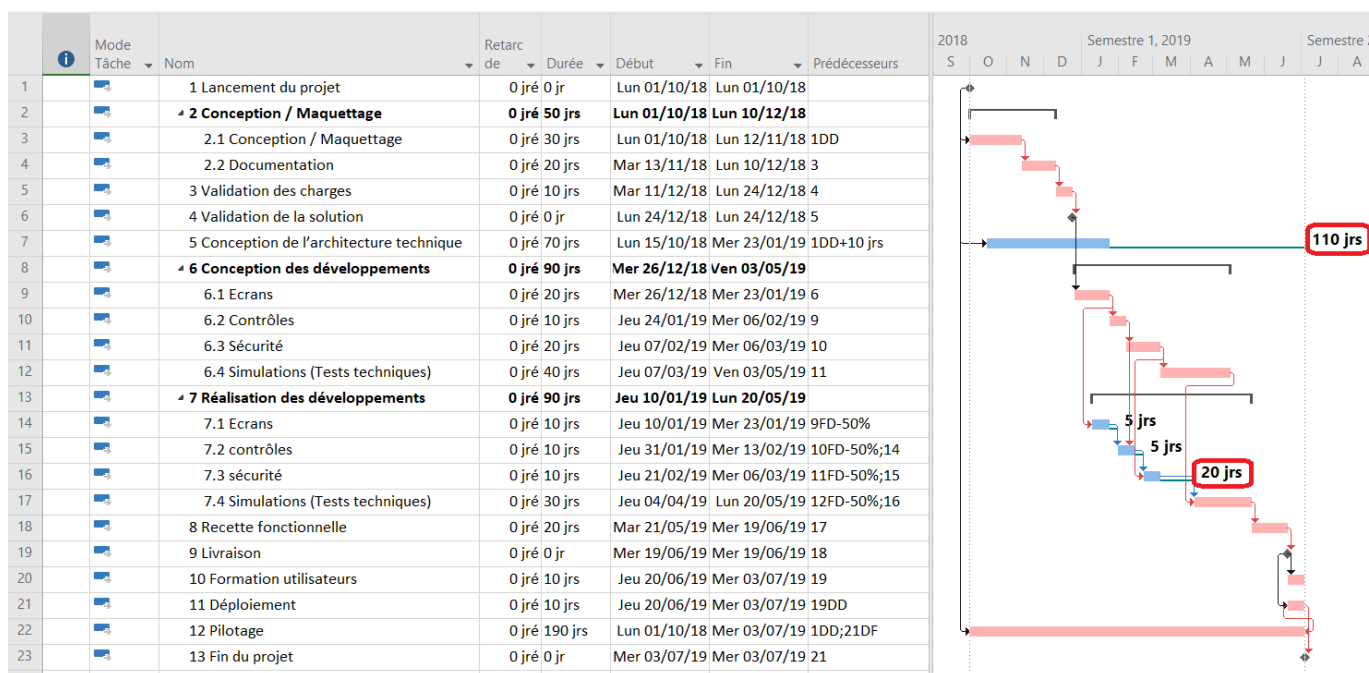 2018 Semestre 1, 2019 Semestre
Mode Tâche Nom Retarc de Durée Début Fin Prédécesseurs S O N D J F M A M J J A
1 1 Lancement du projet 0 jré 0 jr Lun 01/10/18 Lun 01/10/18
2 2 Conception / Maquettage 0 jré 50 jrs Lun 01/10/18 Lun 10/12/18
3 2.1 Conception / Maquettage 0 jré 30 jrs Lun 01/10/18 Lun 12/11/18 1DD
4 2.2 Documentation 0 jré 20 jrs Mar 13/11/18 Lun 10/12/18 3
5 3 Validation des charges 0 jré 10 jrs Mar 11/12/18 Lun 24/12/18 4
6 4 Validation de la solution 0 jré 0 jr Lun 24/12/18 Lun 24/12/18 5
7 5 Conception de l’architecture technique 0 jré 70 jrs Lun 15/10/18 Mer 23/01/19 1DD+10 jrs 110 jrs
8 6 Conception des développements 0 jré 90 jrs Mer 26/12/18 Ven 03/05/19
9 6.1 Ecrans 0 jré 20 jrs Mer 26/12/18 Mer 23/01/19 6
10 6.2 Contrôles 0 jré 10 jrs Jeu 24/01/19 Mer 06/02/19 9
11 6.3 Sécurité 0 jré 20 jrs Jeu 07/02/19 Mer 06/03/19 10
12 6.4 Simulations (Tests techniques) 0 jré 40 jrs Jeu 07/03/19 Ven 03/05/19 11
13 7 Réalisation des développements 0 jré 90 jrs Jeu 10/01/19 Lun 20/05/19
14 7.1 Ecrans 0 jré 10 jrs Jeu 10/01/19 Mer 23/01/19 9FD-50% 5 jrs
15 7.2 contrôles 0 jré 10 jrs Jeu 31/01/19 Mer 13/02/19 10FD-50%;14 5 jrs
16 7.3 sécurité 0 jré 10 jrs Jeu 21/02/19 Mer 06/03/19 11FD-50%;15 20 jrs
17 7.4 Simulations (Tests techniques) 0 jré 30 jrs Jeu 04/04/19 Lun 20/05/19 12FD-50%;16
18 8 Recette fonctionnelle 0 jré 20 jrs Mar 21/05/19 Mer 19/06/19 17
19 9 Livraison 0 jré 0 jr Mer 19/06/19 Mer 19/06/19 18
20 10 Formation utilisateurs 0 jré 10 jrs Jeu 20/06/19 Mer 03/07/19 19
21 11 Déploiement 0 jré 10 jrs Jeu 20/06/19 Mer 03/07/19 19DD
22 12 Pilotage 0 jré 190 jrs Lun 01/10/18 Mer 03/07/19 1DD;21DF
23 13 Fin du projet 0 jré 0 jr Mer 03/07/19 Mer 03/07/19 21